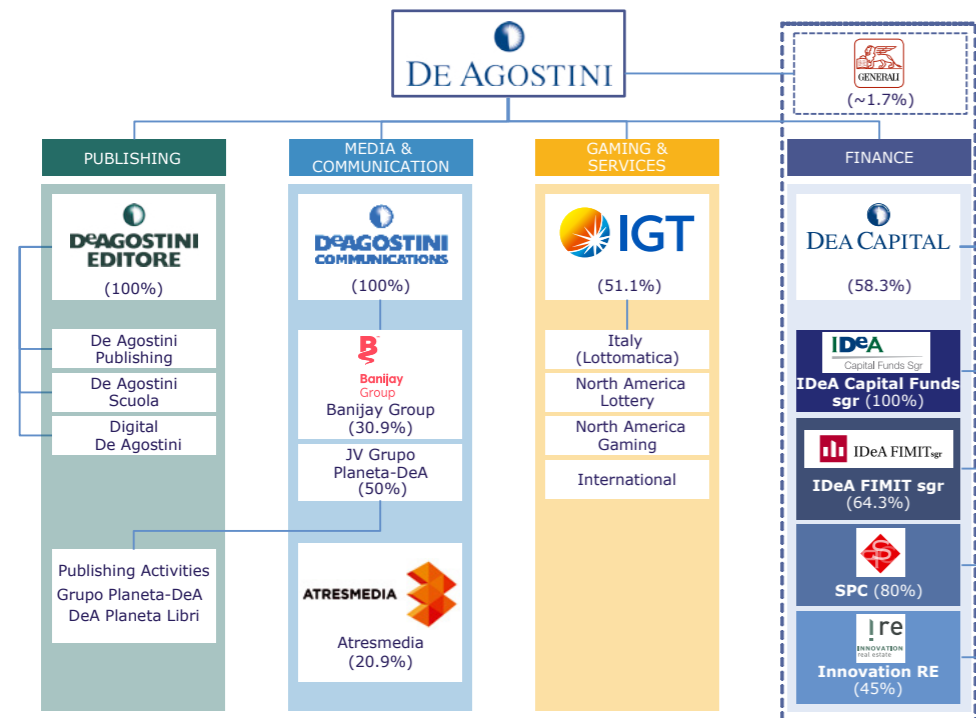 DE AGOSTINI
GENERALI
(~1.7%)
PUBLISHING
MEDIA &
COMMUNICATION
GAMING &
SERVICES
FINANCE
DeAGOSTINI
EDITORE
(100%)
De Agostini
Publishing
De Agostini
Scuola
Digital
De Agostini
Publishing Activities
Grupo Planeta-DeA
DeA Planeta Libri
DeAGOSTINI
COMMUNICATIONS
(100%)
Banijay
Group
Banijay Group
(30.9%)
JV Grupo
Planeta-DeA
(50%)
ATRESMEDIA
Atresmedia
(20.9%)
IGT
(51.1%)
Italy
(Lottomatica)
North America
Lottery
North America
Gaming
International
DEA CAPITAL
(58.3%)
IDeA
Capital Funds Sgr
IDeA Capital Funds
sgr (100%)
IDeA FIMIT sgr
IDeA FIMIT sgr
(64.3%)
SPC (80%)
ire
INNOVATION
real estate
Innovation RE
(45%)